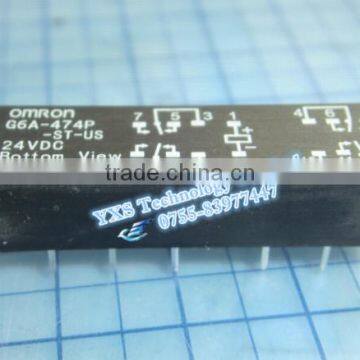 OMRON
G6A-474P
-ST-US
24VDC
Bottom View
7 5 3
1
+
4 6
trade.china.cn
YXS Technology
0755-83977447